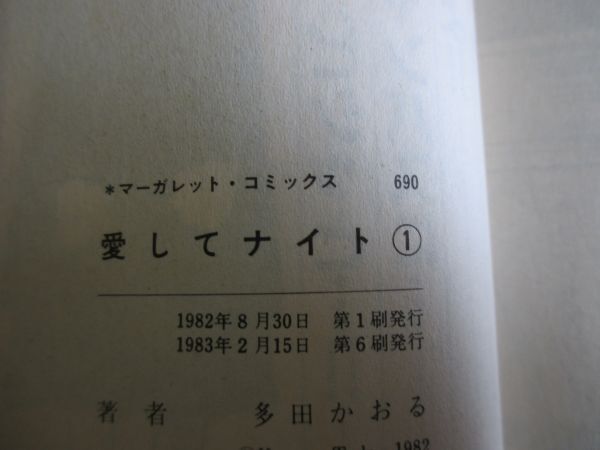 *マーガレット・コミックス 690
愛してナイト①
1982年8月30日 第1刷発行
1983年2月15日 第6刷発行
著者 多田かおる
1982